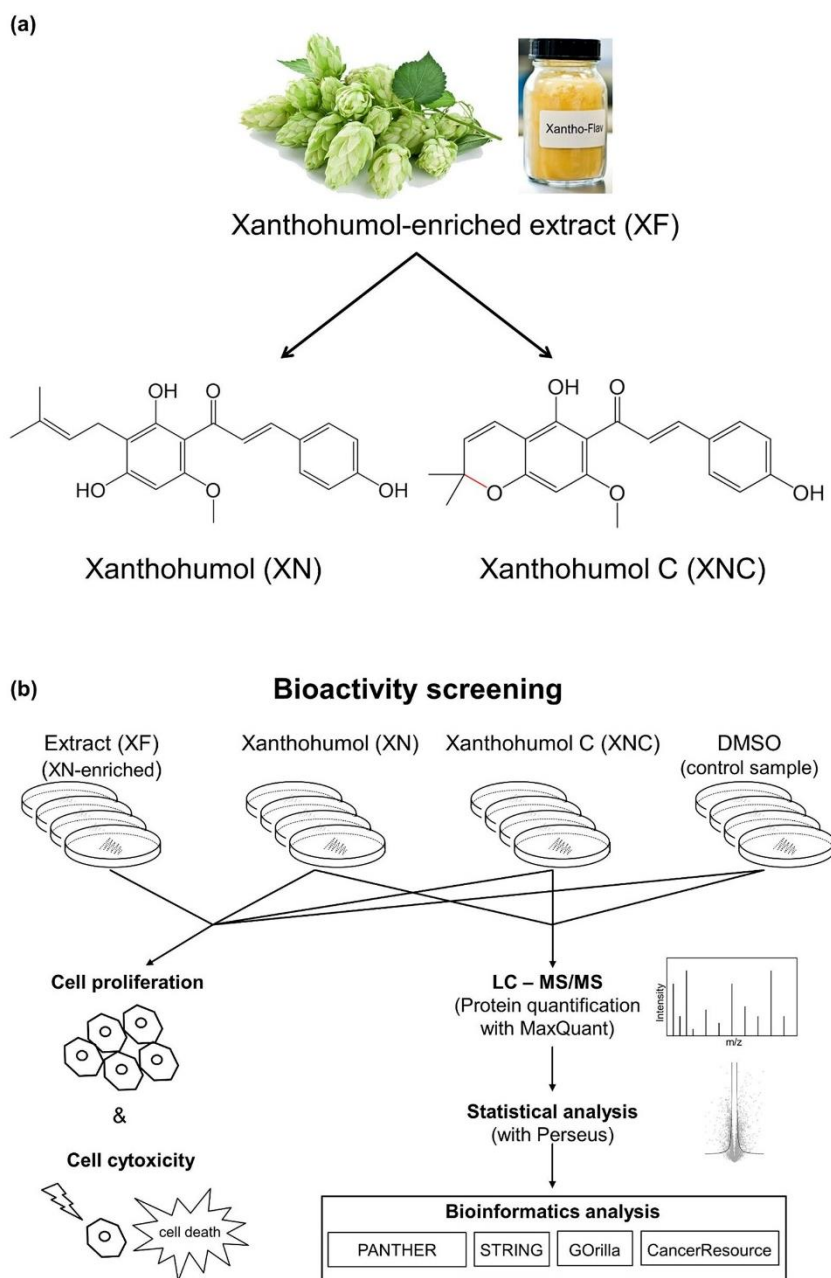 (a)
Xantho-Flav
Xanthohumol-enriched extract (XF)
OH
O
HO
O
OH
Xanthohumol (XN)
OH
O
O
O
OH
Xanthohumol C (XNC)
(b)
Bioactivity screening
Extract (XF)
(XN-enriched)
Xanthohumol (XN)
Xanthohumol C (XNC)
DMSO
(control sample)
Cell proliferation
&
Cell cytoxicity
cell death
LC – MS/MS
(Protein quantification
with MaxQuant)
Intensity
m/z
Statistical analysis
(with Perseus)
Bioinformatics analysis
PANTHER
STRING
GOrilla
CancerResource